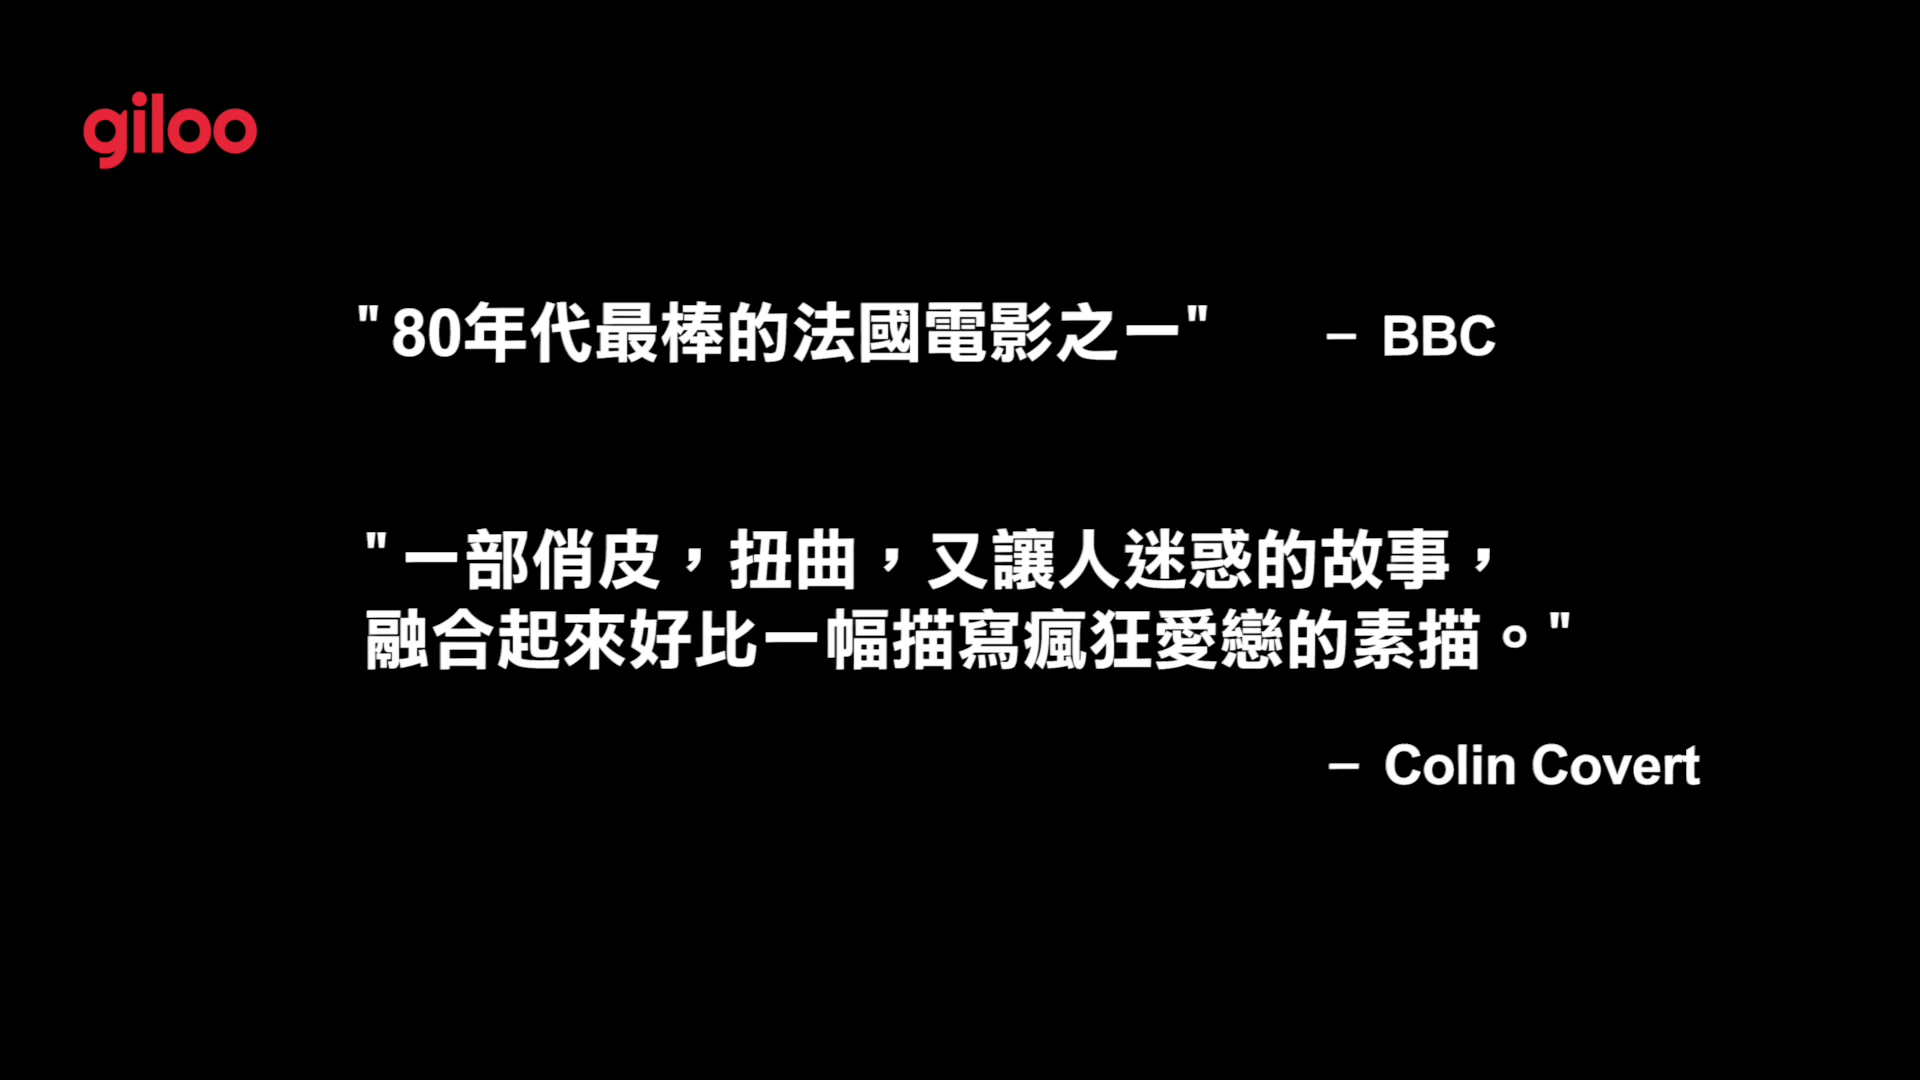 giloo
"80年代最棒的法國電影之一" – BBC
"一部俏皮，扭曲，又讓人迷惑的故事，
融合起來好比一幅描寫瘋狂愛戀的素描。"
– Colin Covert